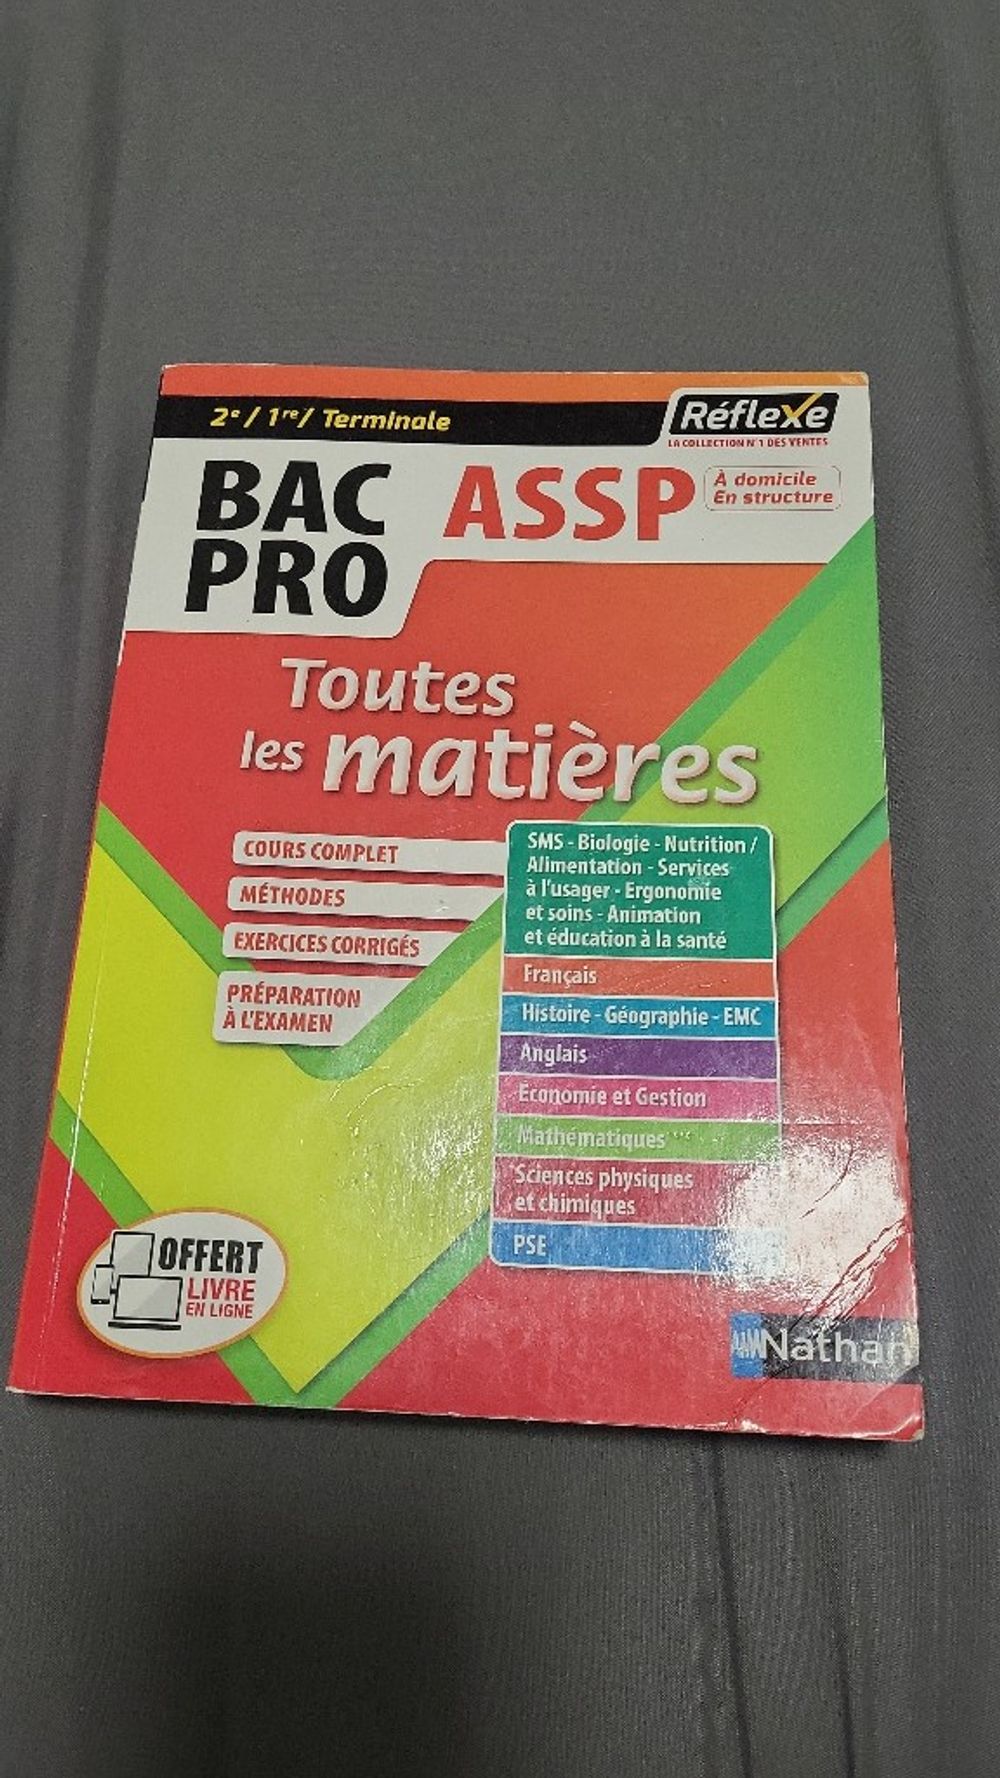 2e / 1re / Terminale
Réflexe
LA COLLECTION N°1 DES VENTES
BAC
PRO
ASSP
À domicile
En structure
Toutes
les matières
COURS COMPLET
MÉTHODES
EXERCICES CORRIGÉS
PRÉPARATION
À L'EXAMEN
SMS - Biologie - Nutrition /
Alimentation - Services
à l'usager - Ergonomie
et soins - Animation
et éducation à la santé
Français
Histoire - Géographie - EMC
Anglais
Économie et Gestion
Mathématiques
Sciences physiques
et chimiques
PSE
OFFERT
LIVRE
EN LIGNE
Nathan